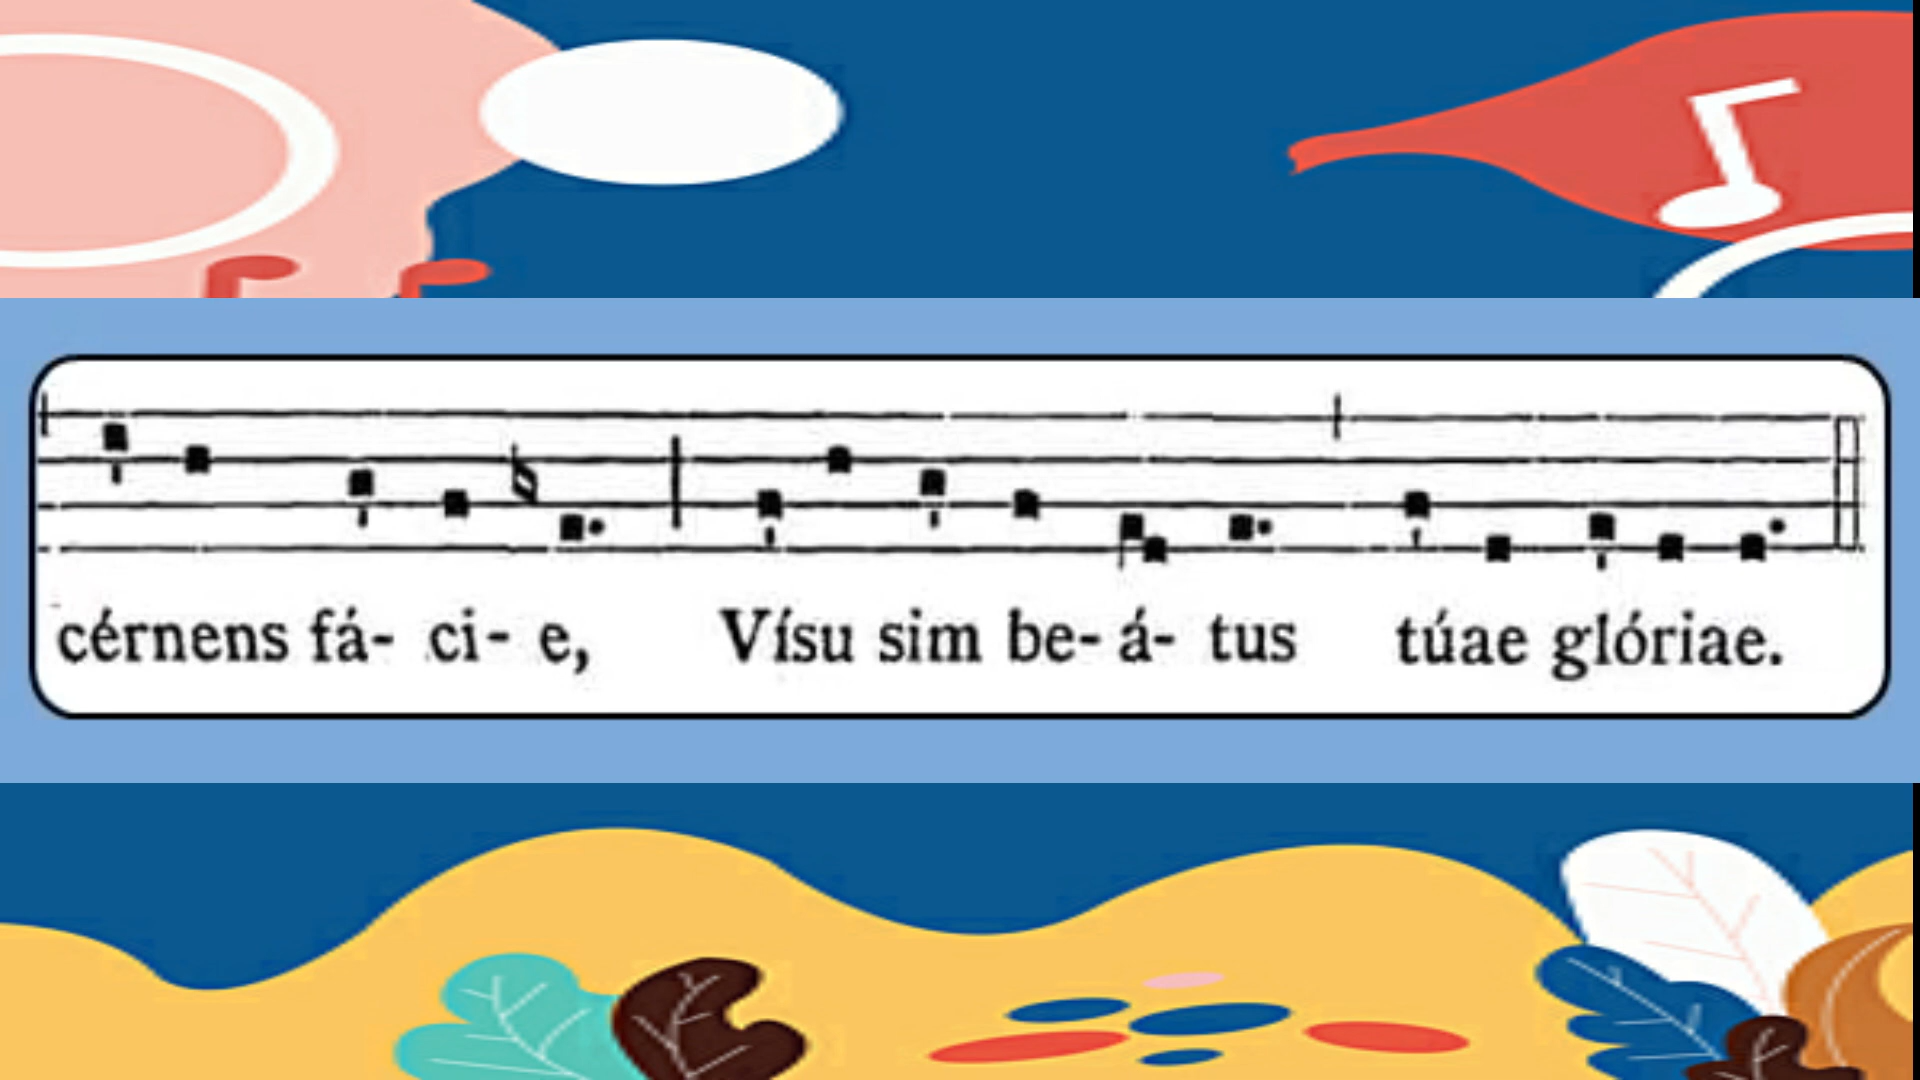 cérnens fá- ci- e, Vísu sim be- á- tus túae glóriae.